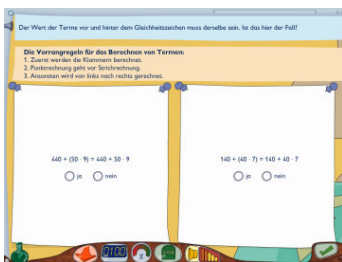 Der Wert der Terme vor und hinter dem Gleichheitszeichen muss derselbe sein. Ist das hier der Fall?
Die Vorrangregeln für das Berechnen von Termen:
1. Zuerst werden die Klammern berechnet.
2. Punktrechnung geht vor Strichrechnung.
3. Ansonsten wird von links nach rechts gerechnet.
440 + (50 · 9) = 440 + 50 · 9
ja nein
140 + (40 · 7) = 140 + 40 · 7
ja nein